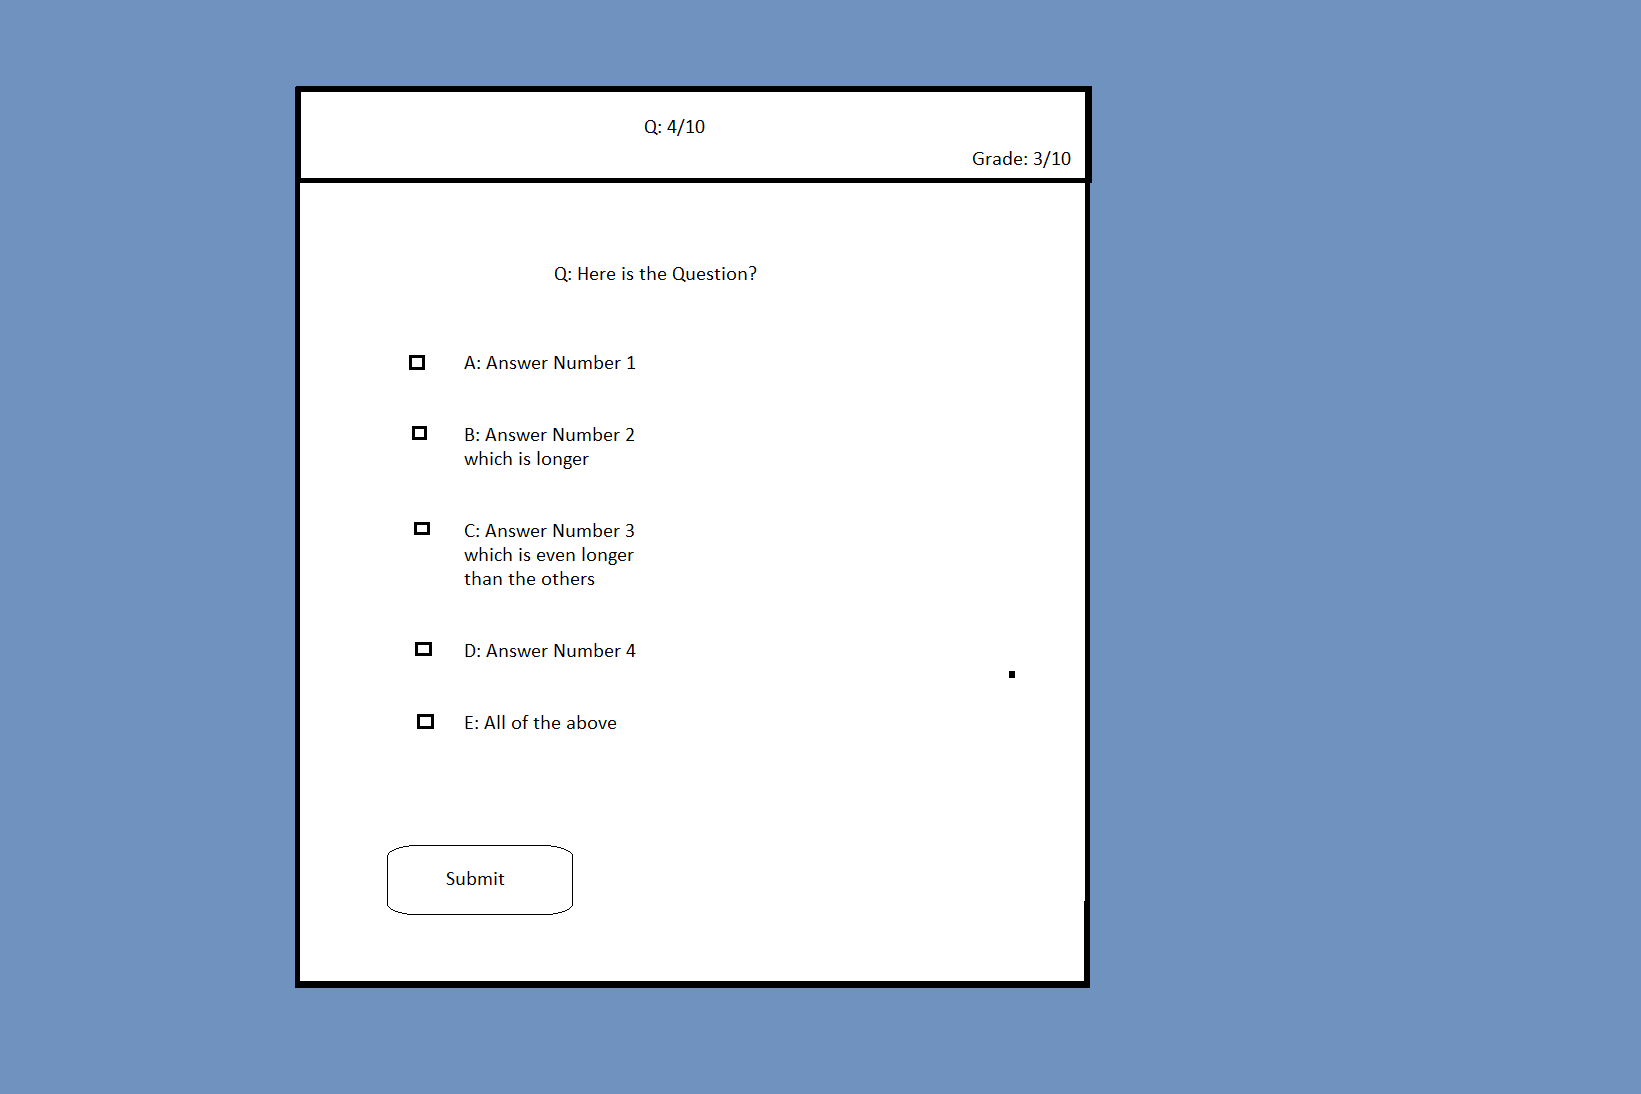 Q: 4/10
Grade: 3/10
Q: Here is the Question?
A: Answer Number 1
B: Answer Number 2
which is longer
C: Answer Number 3
which is even longer
than the others
D: Answer Number 4
E: All of the above
Submit